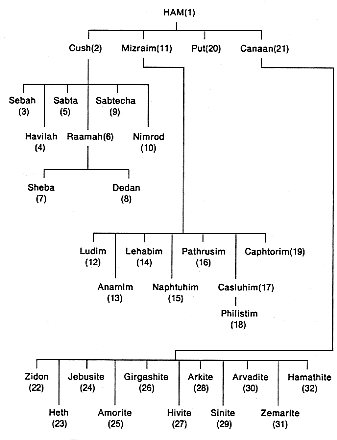 HAM(1)
Cush(2) Mizraim(11) Put(20) Canaan(21)
Sebah Sabta Sabtecha
(3) (5) (9)
Havilah Raamah(6) Nimrod
(4) (10)
Sheba Dedan
(7) (8)
Ludim Lehabim Pathrusim Caphtorim(19)
(12) (14) (16)
Anamim Naphtuhim Casluhim(17)
(13) (15)
Philistim
(18)
Zidon Jebusite Girgashite Arkite Arvadite Hamathite
(22) (24) (26) (28) (30) (32)
Heth Amorite Hivite Sinite Zemarite
(23) (25) (27) (29) (31)